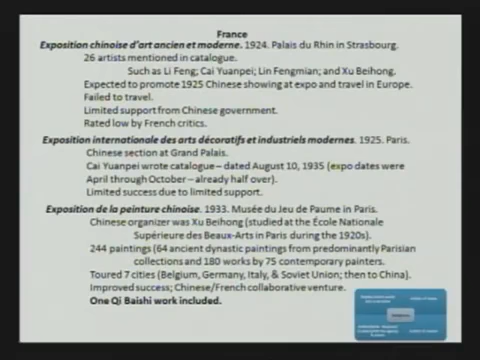 France
Exposition chinoise d'art ancien et moderne. 1924. Palais du Rhin in Strasbourg.
26 artists mentioned in catalogue.
Such as Li Feng; Cai Yuanpei; Lin Fengmian; and Xu Beihong.
Expected to promote 1925 Chinese showing at expo and travel in Europe.
Failed to travel.
Limited support from Chinese government.
Rated low by French critics.
Exposition internationale des arts décoratifs et industriels modernes. 1925. Paris.
Chinese section at Grand Palais.
Cai Yuanpei wrote catalogue – dated August 10, 1935 (expo dates were
April through October – already half over).
Limited success due to limited support.
Exposition de la peinture chinoise. 1933. Musée du Jeu de Paume in Paris.
Chinese organizer was Xu Beihong (studied at the École Nationale
Supérieure des Beaux-Arts in Paris during the 1920s).
244 paintings (64 ancient dynastic paintings from predominantly Parisian
collections and 180 works by 75 contemporary painters.
Toured 7 cities (Belgium, Germany, Italy, & Soviet Union; then to China).
Improved success; Chinese/French collaborative venture.
One Qi Baishi work included.